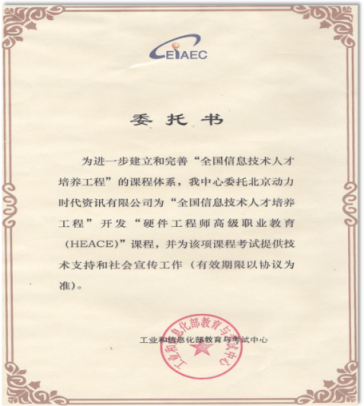 CEIAEC
委托书
为进一步建立和完善“全国信息技术人才
培养工程”的课程体系，我中心委托北京动力
时代资讯有限公司为“全国信息技术人才培养
工程”开发“硬件工程师高级职业教育
(HEACE)”课程，并为该项课程考试提供技
术支持和社会宣传工作（有效期限以协议为
准）。
工业和信息化部教育与考试中心
工业和信息化部教育与考试中心